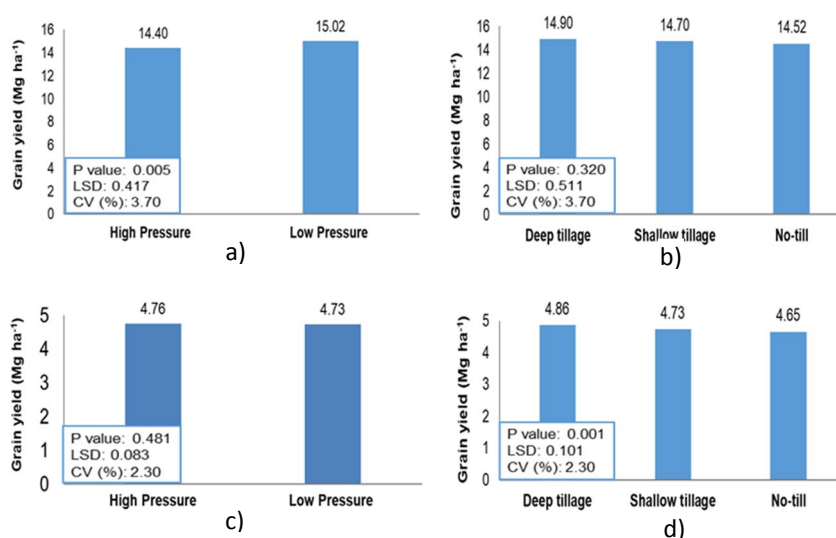 Grain yield (Mg ha⁻¹)
16
14
12
10
8
6
4
2
0
14.40
15.02
P value: 0.005
LSD: 0.417
CV (%): 3.70
High Pressure
Low Pressure
a)
Grain yield (Mg ha⁻¹)
16
14
12
10
8
6
4
2
0
14.90
14.70
14.52
P value: 0.320
LSD: 0.511
CV (%): 3.70
Deep tillage
Shallow tillage
No-till
b)
Grain yield (Mg ha⁻¹)
5
4
3
2
1
0
4.76
4.73
P value: 0.481
LSD: 0.083
CV (%): 2.30
High Pressure
Low Pressure
c)
Grain yield (Mg ha⁻¹)
5
4
3
2
1
0
4.86
4.73
4.65
P value: 0.001
LSD: 0.101
CV (%): 2.30
Deep tillage
Shallow tillage
No-till
d)